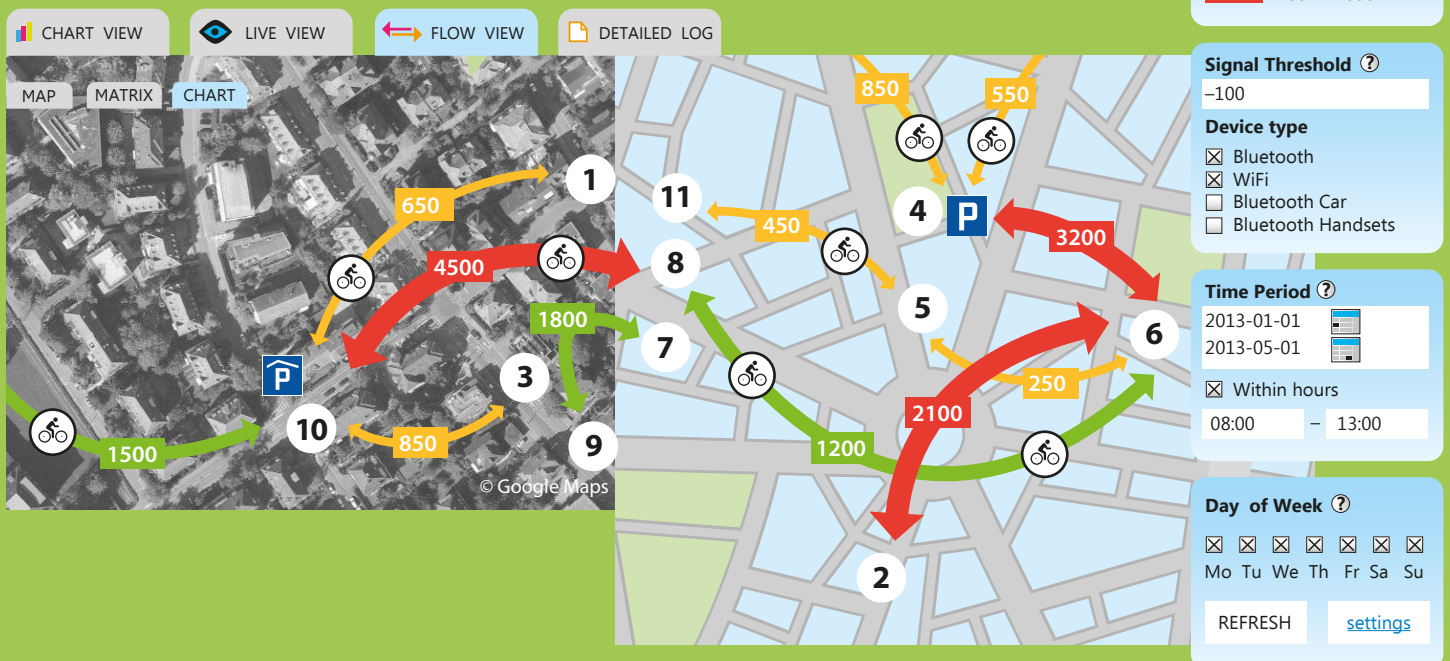 CHART VIEW
LIVE VIEW
FLOW VIEW
DETAILED LOG
MAP
MATRIX
CHART
850
550
650
1
11
4
P
450
3200
4500
8
5
1800
6
7
P
3
250
2100
10
850
1200
9
1500
© Google Maps
2
Signal Threshold ?
–100
Device type
Bluetooth
WiFi
Bluetooth Car
Bluetooth Handsets
Time Period ?
2013-01-01
2013-05-01
Within hours
08:00 – 13:00
Day of Week ?
Mo Tu We Th Fr Sa Su
REFRESH
settings